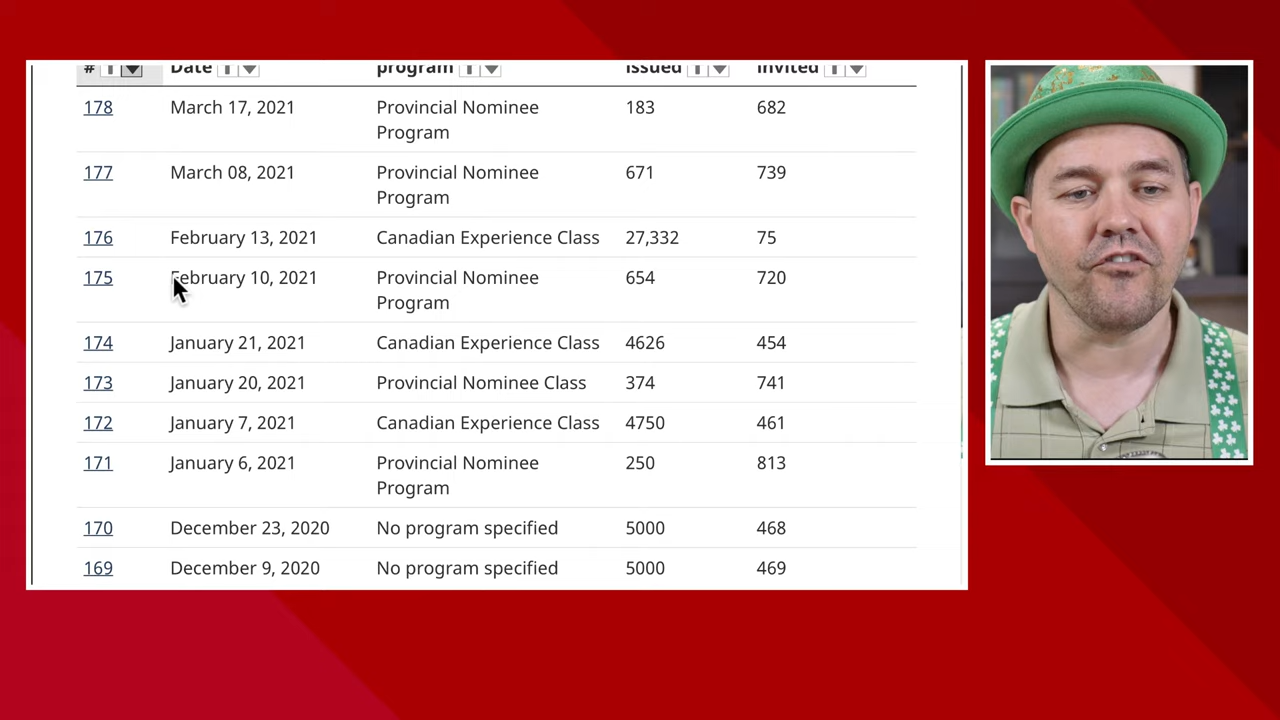 # Date program issued invited
178 March 17, 2021 Provincial Nominee 183 682
Program
177 March 08, 2021 Provincial Nominee 671 739
Program
176 February 13, 2021 Canadian Experience Class 27,332 75
175 February 10, 2021 Provincial Nominee 654 720
Program
174 January 21, 2021 Canadian Experience Class 4626 454
173 January 20, 2021 Provincial Nominee Class 374 741
172 January 7, 2021 Canadian Experience Class 4750 461
171 January 6, 2021 Provincial Nominee 250 813
Program
170 December 23, 2020 No program specified 5000 468
169 December 9, 2020 No program specified 5000 469